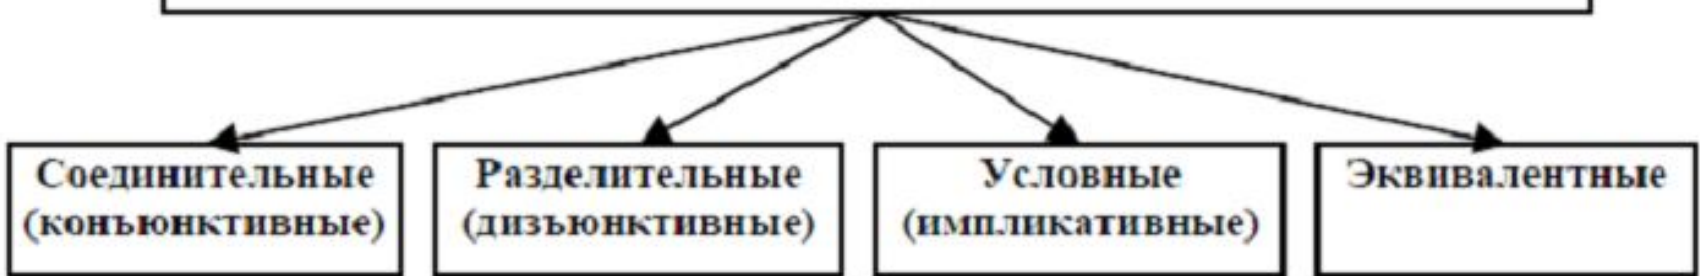 Соединительные
(конъюнктивные)
Разделительные
(дизъюнктивные)
Условные
(импликативные)
Эквивалентные